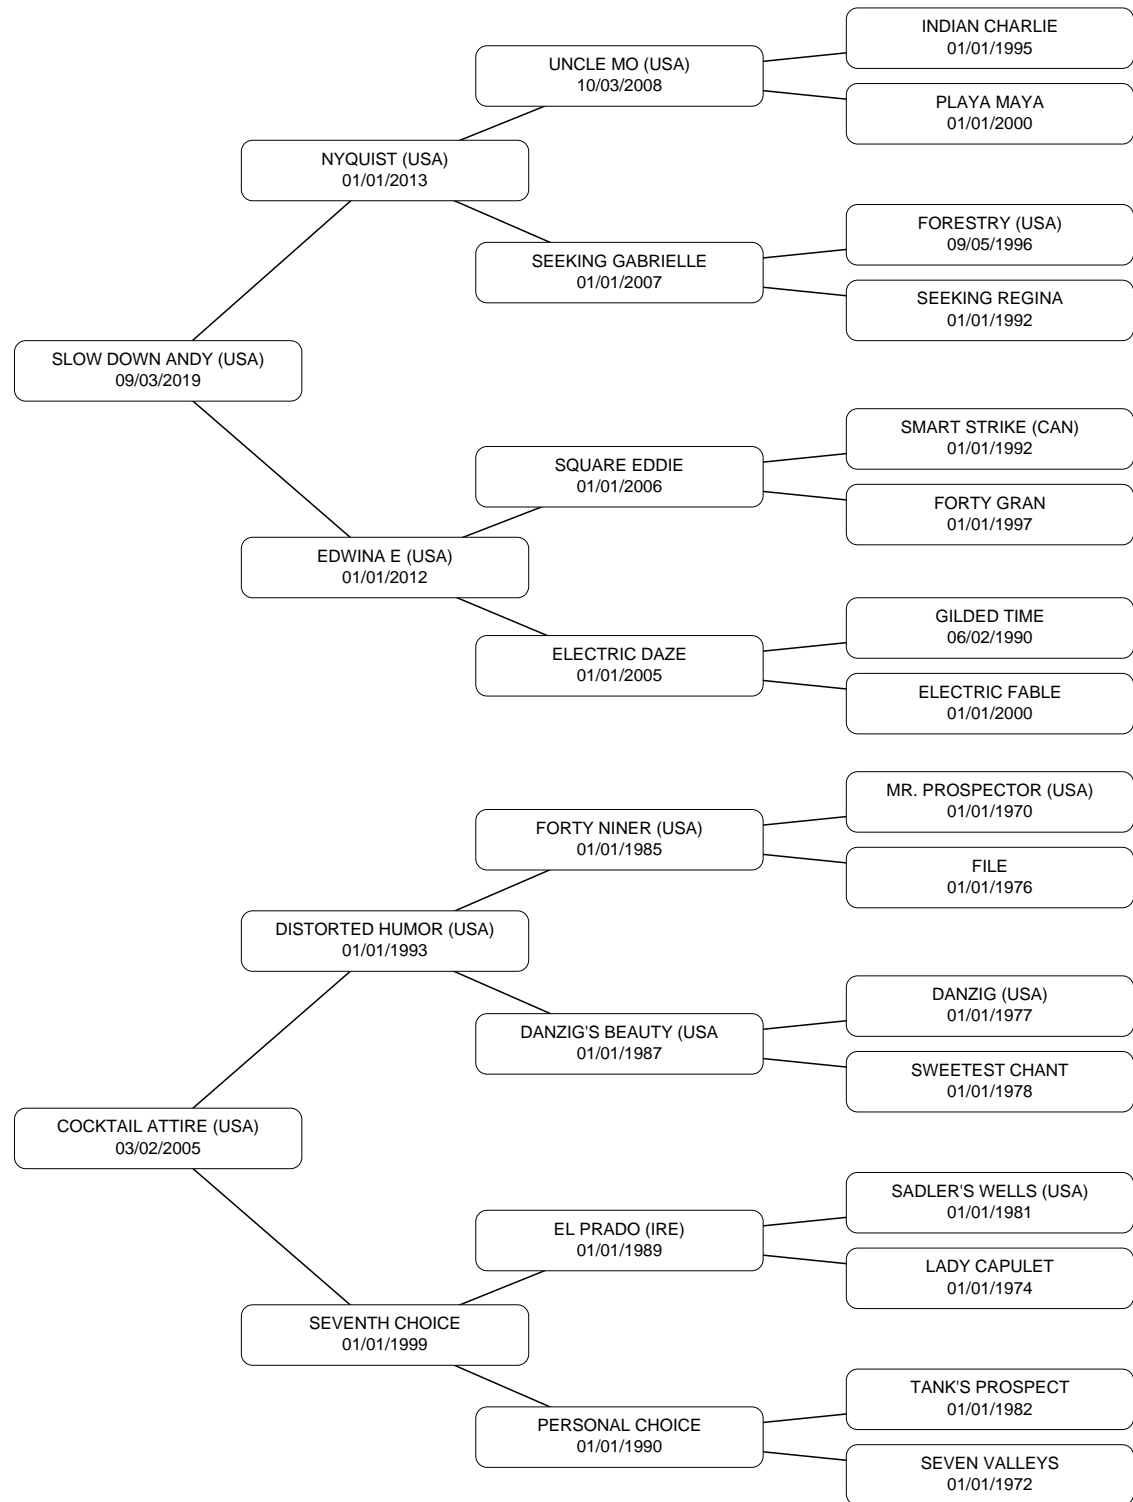 INDIAN CHARLIE
01/01/1995
UNCLE MO (USA)
10/03/2008
PLAYA MAYA
01/01/2000
NYQUIST (USA)
01/01/2013
FORESTRY (USA)
09/05/1996
SEEKING GABRIELLE
01/01/2007
SEEKING REGINA
01/01/1992
SLOW DOWN ANDY (USA)
09/03/2019
SMART STRIKE (CAN)
01/01/1992
SQUARE EDDIE
01/01/2006
FORTY GRAN
01/01/1997
EDWINA E (USA)
01/01/2012
GILDED TIME
06/02/1990
ELECTRIC DAZE
01/01/2005
ELECTRIC FABLE
01/01/2000
MR. PROSPECTOR (USA)
01/01/1970
FORTY NINER (USA)
01/01/1985
FILE
01/01/1976
DISTORTED HUMOR (USA)
01/01/1993
DANZIG (USA)
01/01/1977
DANZIG'S BEAUTY (USA
01/01/1987
SWEETEST CHANT
01/01/1978
COCKTAIL ATTIRE (USA)
03/02/2005
SADLER'S WELLS (USA)
01/01/1981
EL PRADO (IRE)
01/01/1989
LADY CAPULET
01/01/1974
SEVENTH CHOICE
01/01/1999
TANK'S PROSPECT
01/01/1982
PERSONAL CHOICE
01/01/1990
SEVEN VALLEYS
01/01/1972